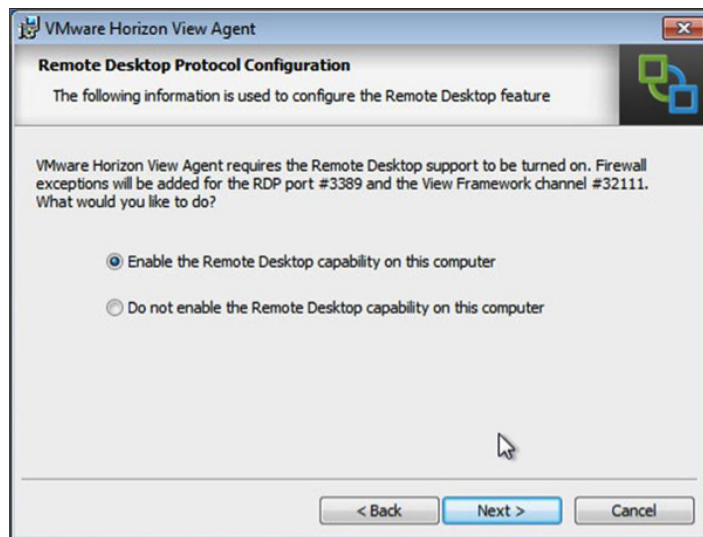 VMware Horizon View Agent
Remote Desktop Protocol Configuration
The following information is used to configure the Remote Desktop feature
VMware Horizon View Agent requires the Remote Desktop support to be turned on. Firewall
exceptions will be added for the RDP port #3389 and the View Framework channel #32111.
What would you like to do?
Enable the Remote Desktop capability on this computer
Do not enable the Remote Desktop capability on this computer
< Back Next > Cancel